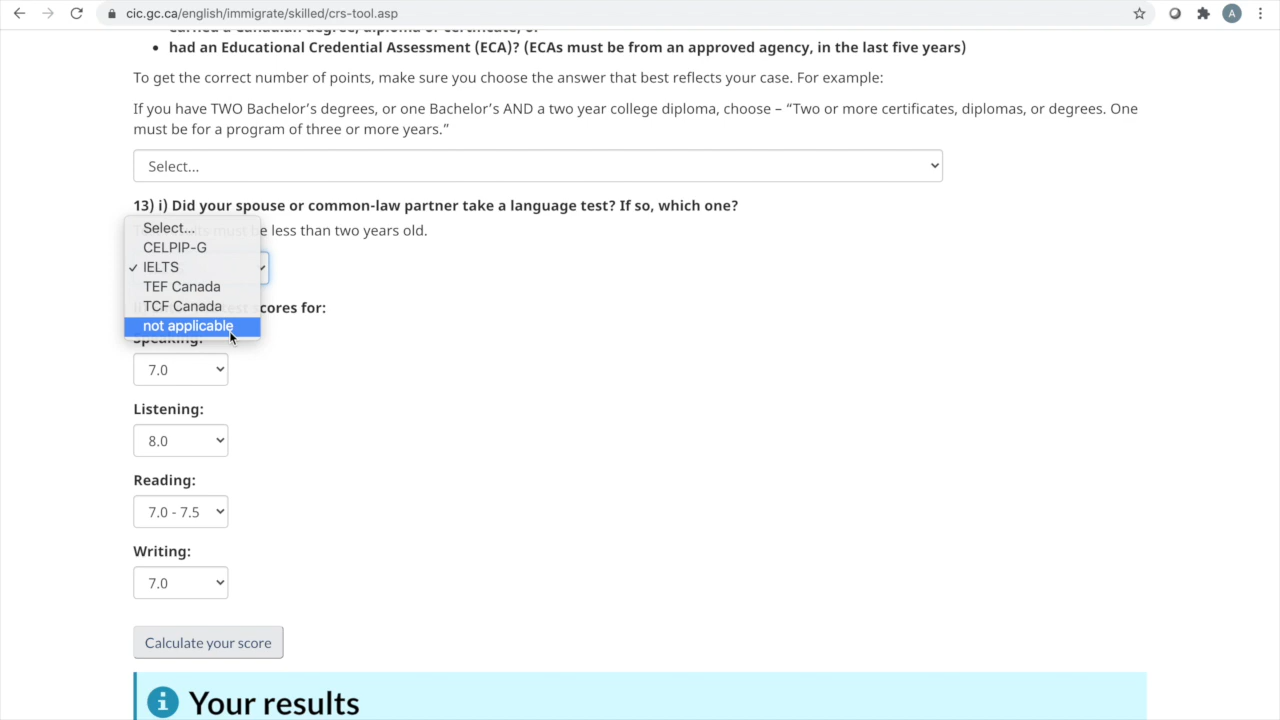 cic.gc.ca/english/immigrate/skilled/crs-tool.asp
A
• had an Educational Credential Assessment (ECA)? (ECAs must be from an approved agency, in the last five years)
To get the correct number of points, make sure you choose the answer that best reflects your case. For example:
If you have TWO Bachelor's degrees, or one Bachelor's AND a two year college diploma, choose – “Two or more certificates, diplomas, or degrees. One
must be for a program of three or more years.”
Select...
13) i) Did your spouse or common-law partner take a language test? If so, which one?
must be less than two years old.
Select...
CELPIP-G
✓ IELTS
TEF Canada
TCF Canada
not applicable
scores for:
Speaking:
7.0
Listening:
8.0
Reading:
7.0 - 7.5
Writing:
7.0
Calculate your score
Your results